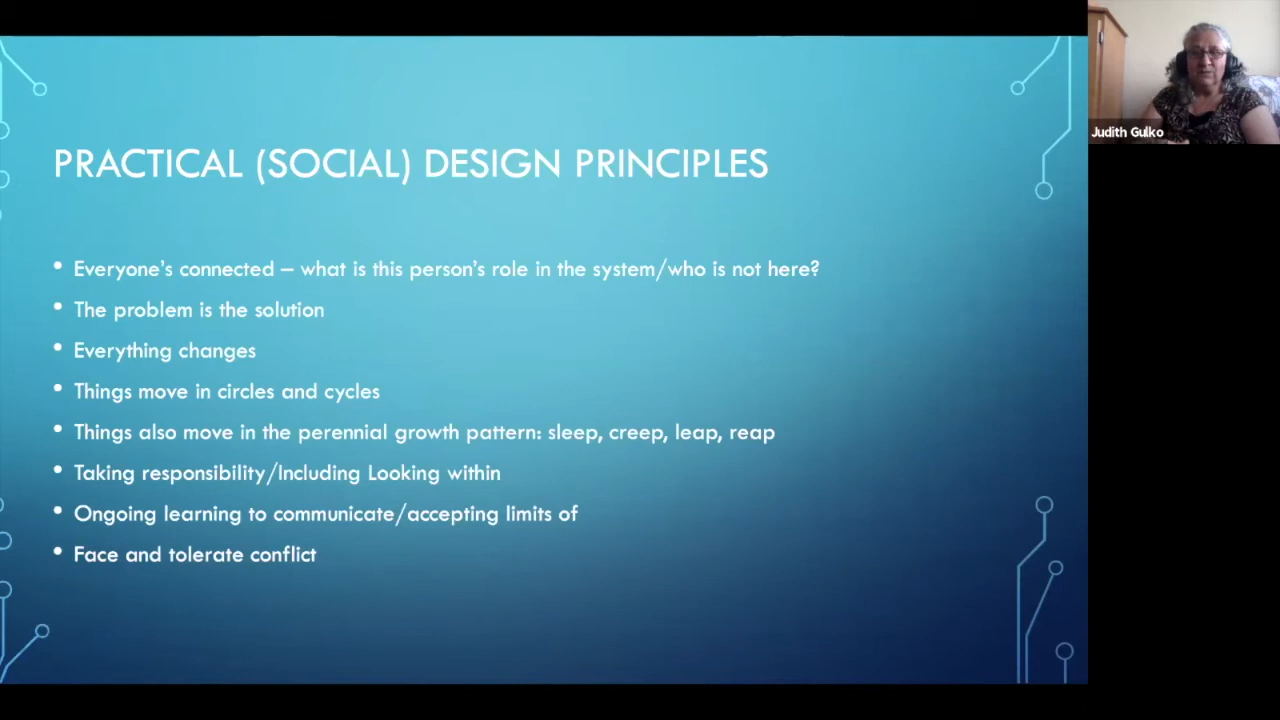 PRACTICAL (SOCIAL) DESIGN PRINCIPLES
• Everyone's connected – what is this person's role in the system/who is not here?
• The problem is the solution
• Everything changes
• Things move in circles and cycles
• Things also move in the perennial growth pattern: sleep, creep, leap, reap
• Taking responsibility/Including Looking within
• Ongoing learning to communicate/accepting limits of
• Face and tolerate conflict
Judith Gulko